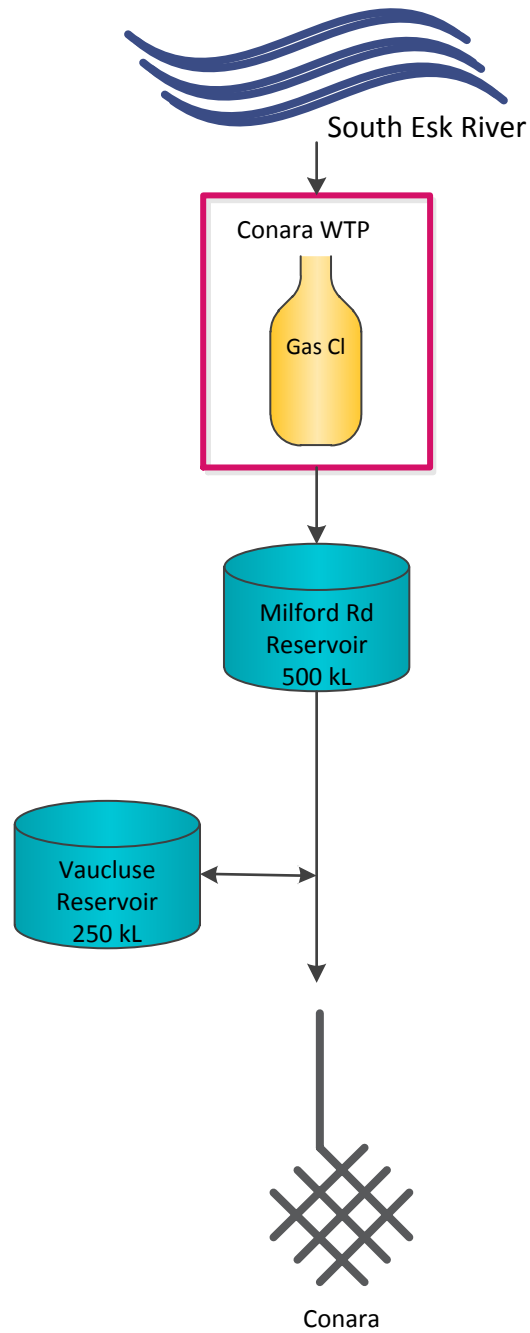 South Esk River
Conara WTP
Gas Cl
Milford Rd
Reservoir
500 kL
Vaucluse
Reservoir
250 kL
Conara